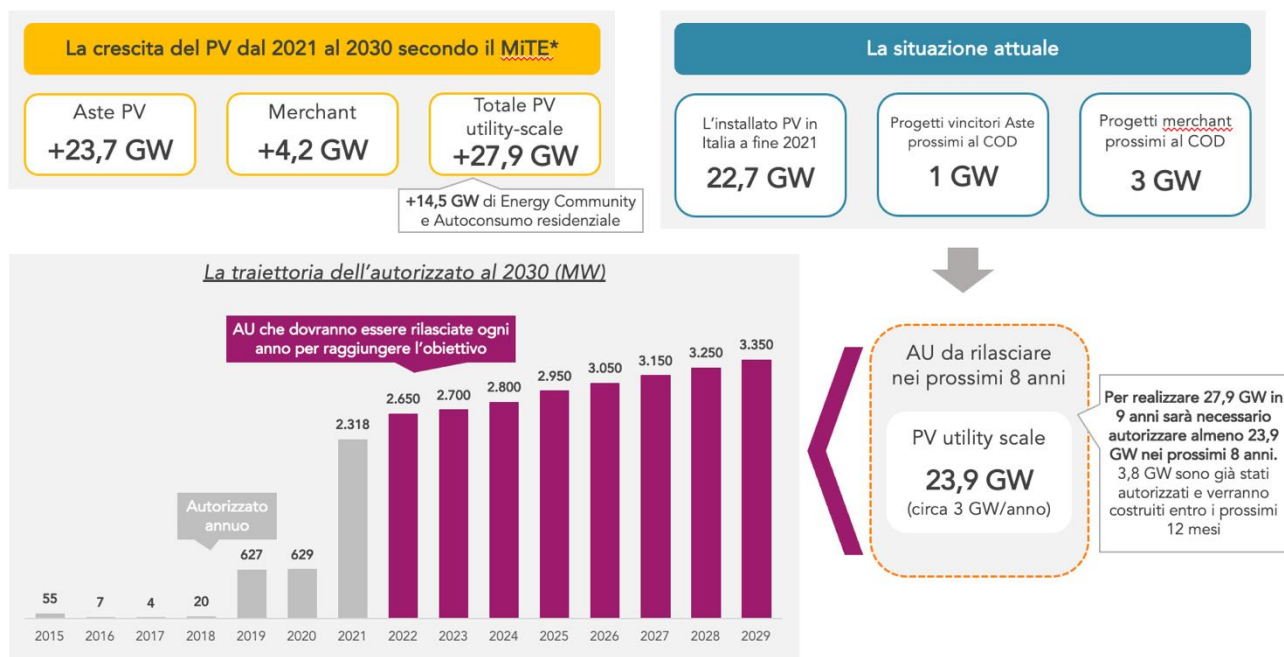 La crescita del PV dal 2021 al 2030 secondo il MiTE*
Aste PV
+23,7 GW
Merchant
+4,2 GW
Totale PV
utility-scale
+27,9 GW
+14,5 GW di Energy Community
e Autoconsumo residenziale
La situazione attuale
L'installato PV in
Italia a fine 2021
22,7 GW
Progetti vincitori Aste
prossimi al COD
1 GW
Progetti merchant
prossimi al COD
3 GW
La traiettoria dell'autorizzato al 2030 (MW)
AU che dovranno essere rilasciate ogni
anno per raggiungere l'obiettivo
Autorizzato
annuo
55
7
4
20
627
629
2.318
2.650
2.700
2.800
2.950
3.050
3.150
3.250
3.350
2015
2016
2017
2018
2019
2020
2021
2022
2023
2024
2025
2026
2027
2028
2029
AU da rilasciare
nei prossimi 8 anni
PV utility scale
23,9 GW
(circa 3 GW/anno)
Per realizzare 27,9 GW in
9 anni sarà necessario
autorizzare almeno 23,9
GW nei prossimi 8 anni.
3,8 GW sono già stati
autorizzati e verranno
costruiti entro i prossimi
12 mesi